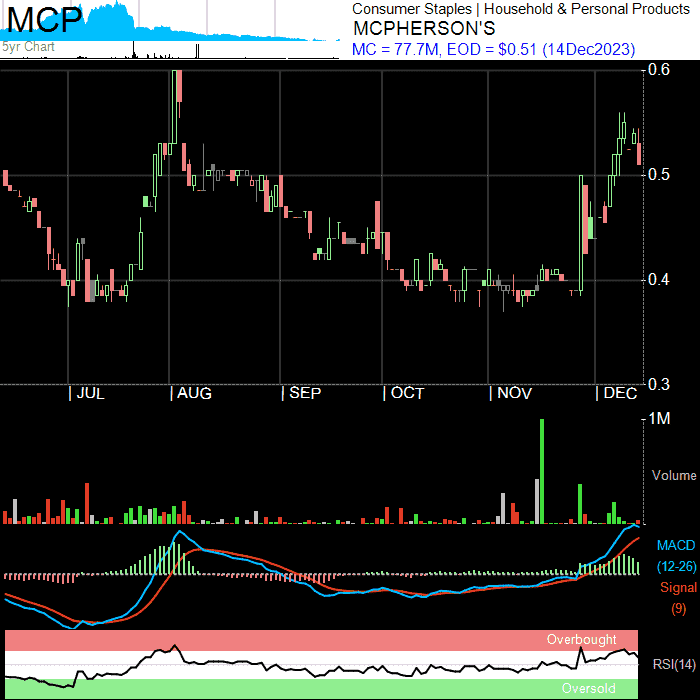 MCP
5yr Chart
Consumer Staples | Household & Personal Products
MCPHERSON'S
MC = 77.7M, EOD = $0.51 (14Dec2023)
0.6
0.5
0.4
0.3
| JUL | AUG | SEP | OCT | NOV | DEC
1M
Volume
MACD
(12-26)
Signal
(9)
Overbought
RSI(14)
Oversold